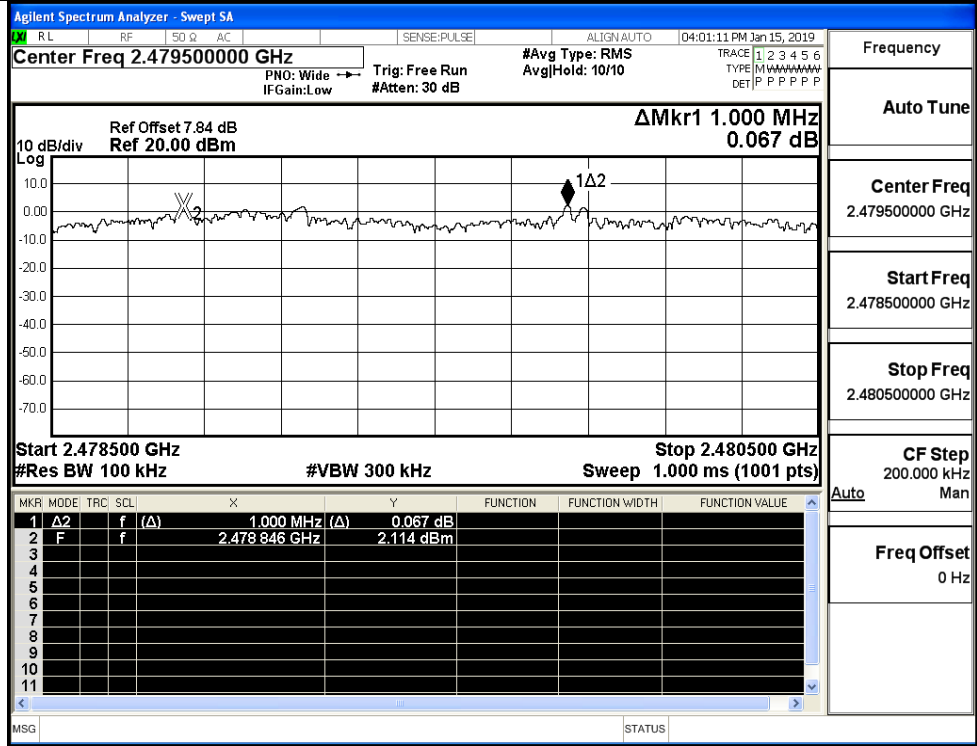 Agilent Spectrum Analyzer - Swept SA
LXI RL RF 50 Ω AC SENSE:PULSE ALIGN AUTO 04:01:11 PM Jan 15, 2019
Center Freq 2.479500000 GHz
PNO: Wide
IFGain:Low
Trig: Free Run
#Atten: 30 dB
#Avg Type: RMS
Avg|Hold: 10/10
TRACE 1 2 3 4 5 6
TYPE M WWWWW
DET P P P P P P
ΔMkr1 1.000 MHz
0.067 dB
Ref Offset 7.84 dB
10 dB/div Ref 20.00 dBm
Log
10.0
0.00
-10.0
-20.0
-30.0
-40.0
-50.0
-60.0
-70.0
X2
1Δ2
Start 2.478500 GHz Stop 2.480500 GHz
#Res BW 100 kHz #VBW 300 kHz Sweep 1.000 ms (1001 pts)
MKR MODE TRC SCL X Y FUNCTION FUNCTION WIDTH FUNCTION VALUE
1 Δ2 f (Δ) 1.000 MHz (Δ) 0.067 dB
2 F f 2.478 846 GHz 2.114 dBm
3
4
5
6
7
8
9
10
11
MSG STATUS
Frequency
Auto Tune
Center Freq
2.479500000 GHz
Start Freq
2.478500000 GHz
Stop Freq
2.480500000 GHz
CF Step
200.000 kHz
Auto Man
Freq Offset
0 Hz